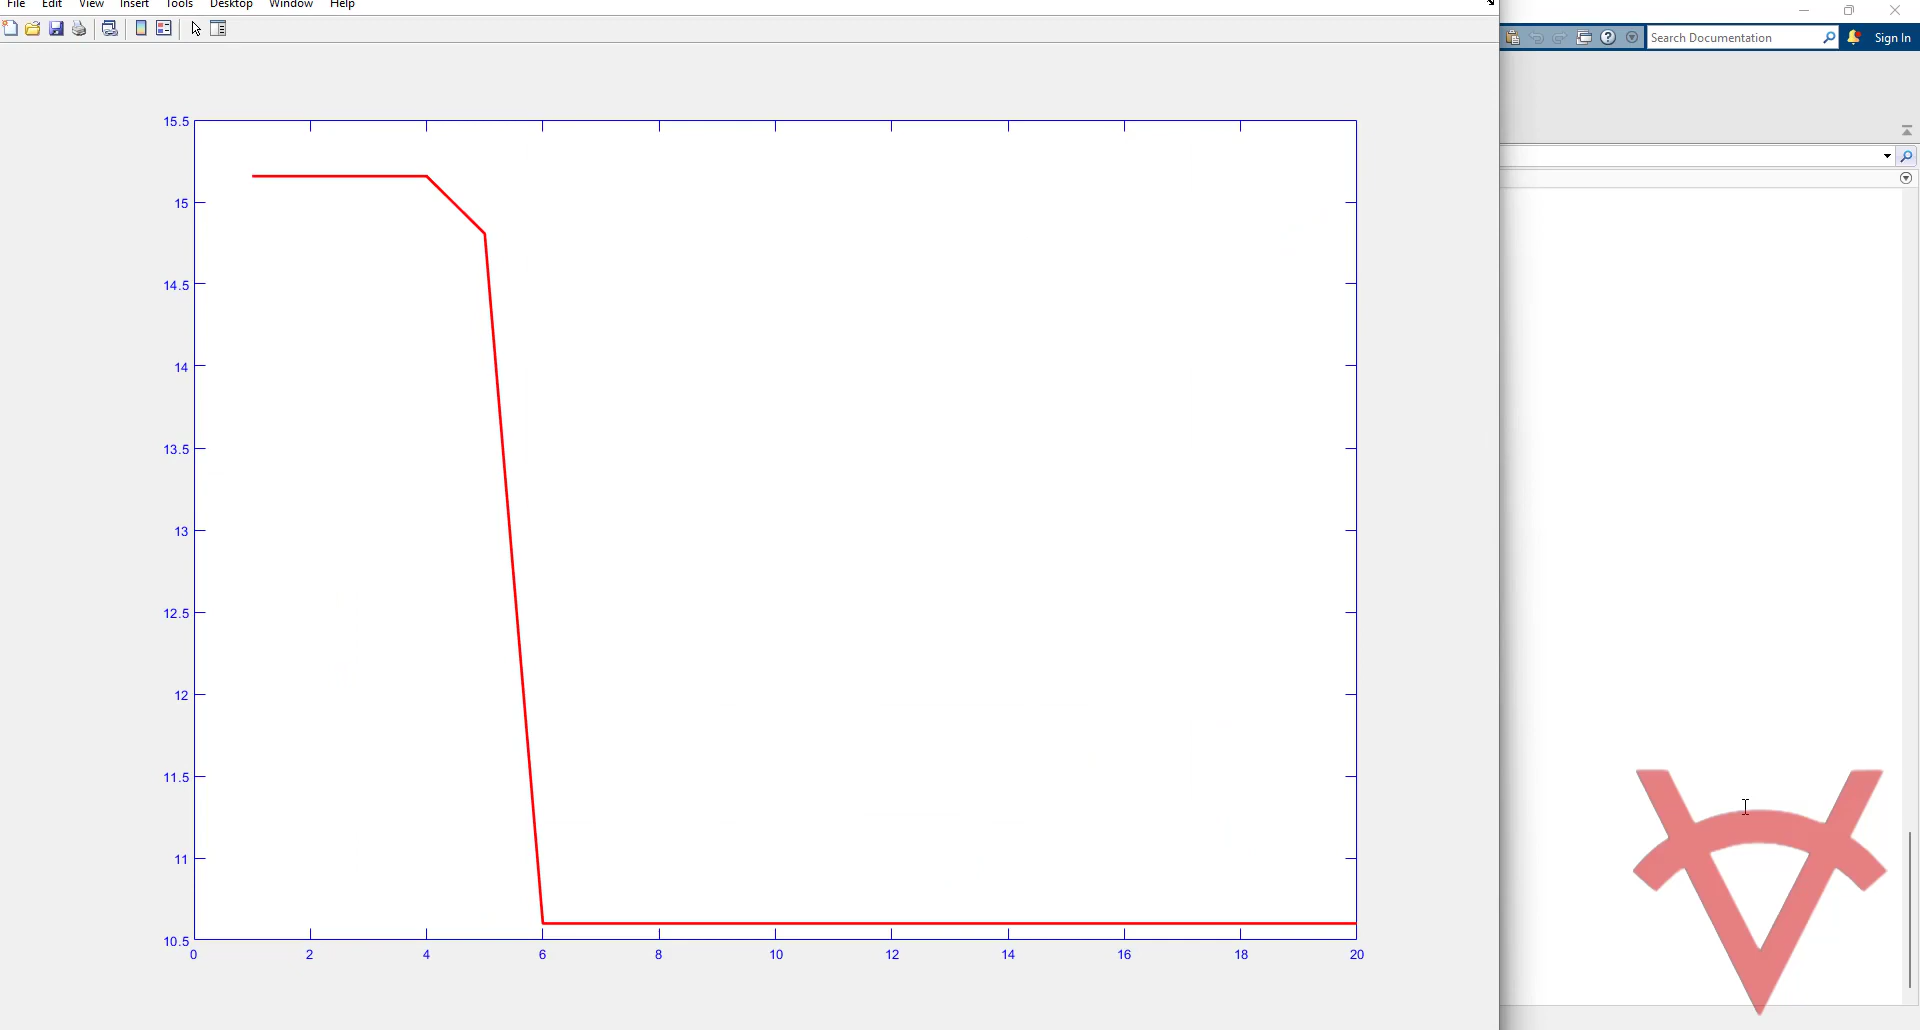 File Edit View Insert Tools Desktop Window Help
Search Documentation
Sign In
15.5
15
14.5
14
13.5
13
12.5
12
11.5
11
10.5
0 2 4 6 8 10 12 14 16 18 20